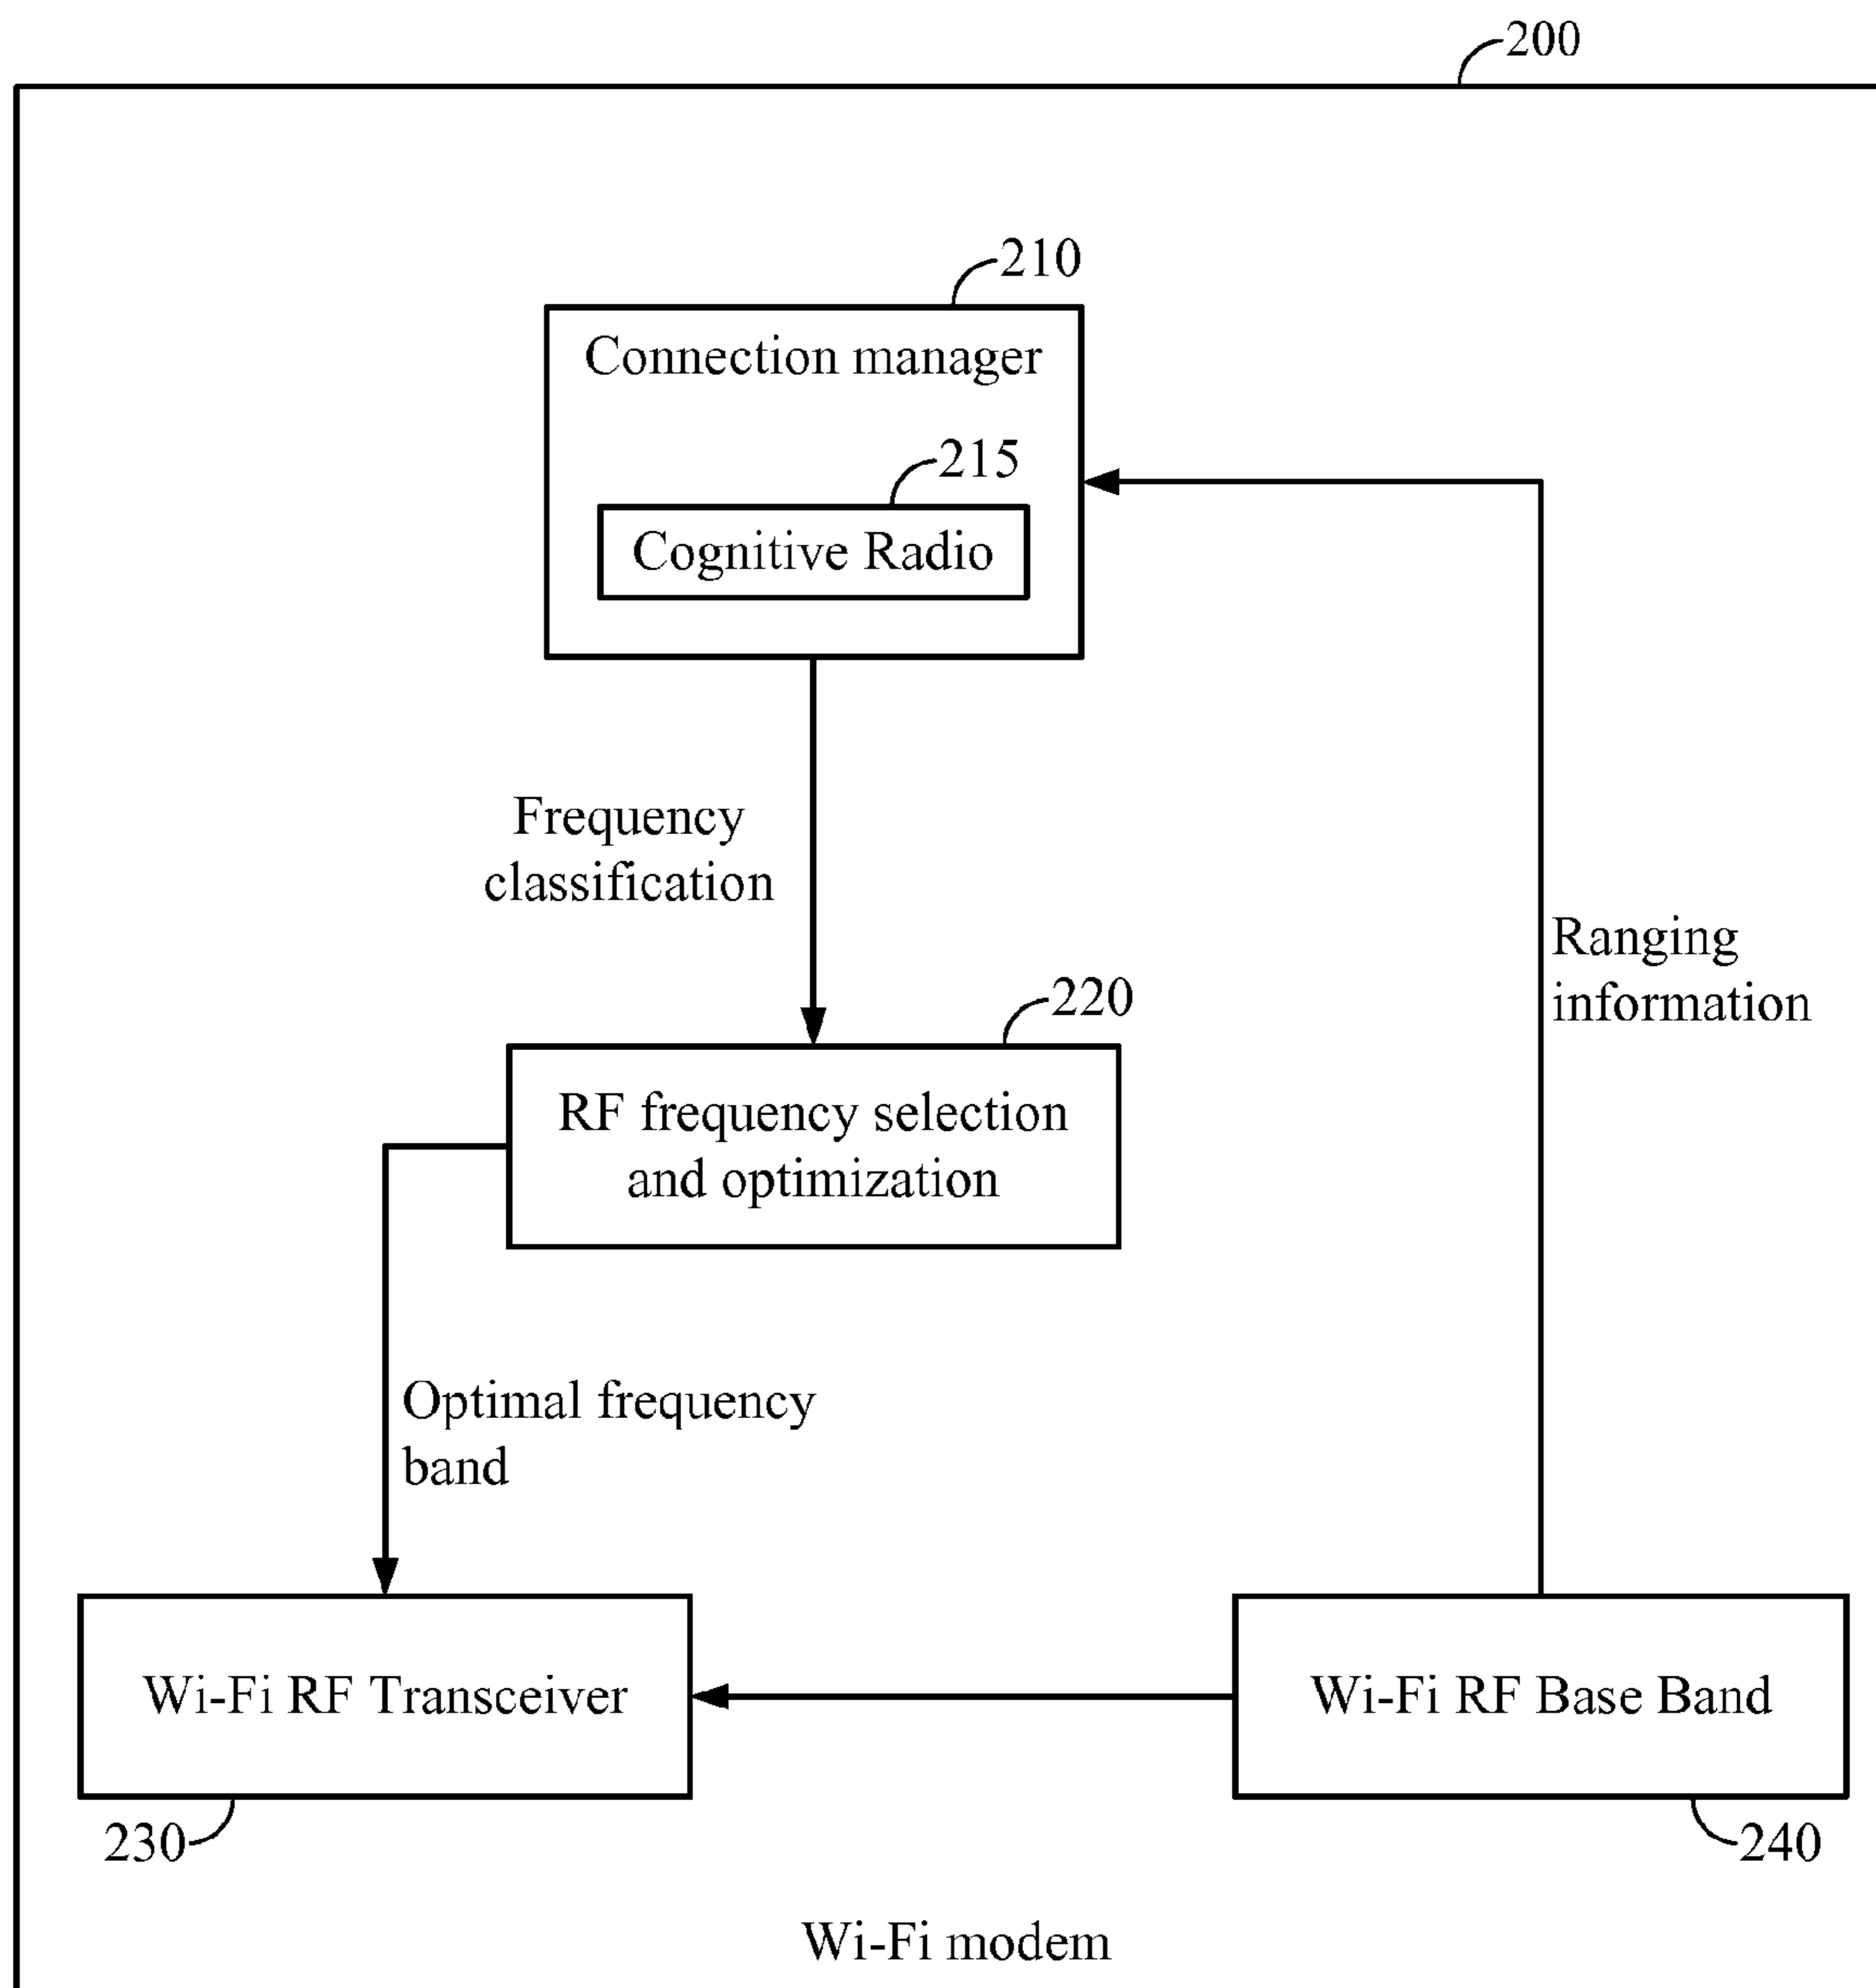 200
210
Connection manager
215
Cognitive Radio
Frequency
classification
Ranging
information
220
RF frequency selection
and optimization
Optimal frequency
band
Wi-Fi RF Transceiver
Wi-Fi RF Base Band
230
240
Wi-Fi modem